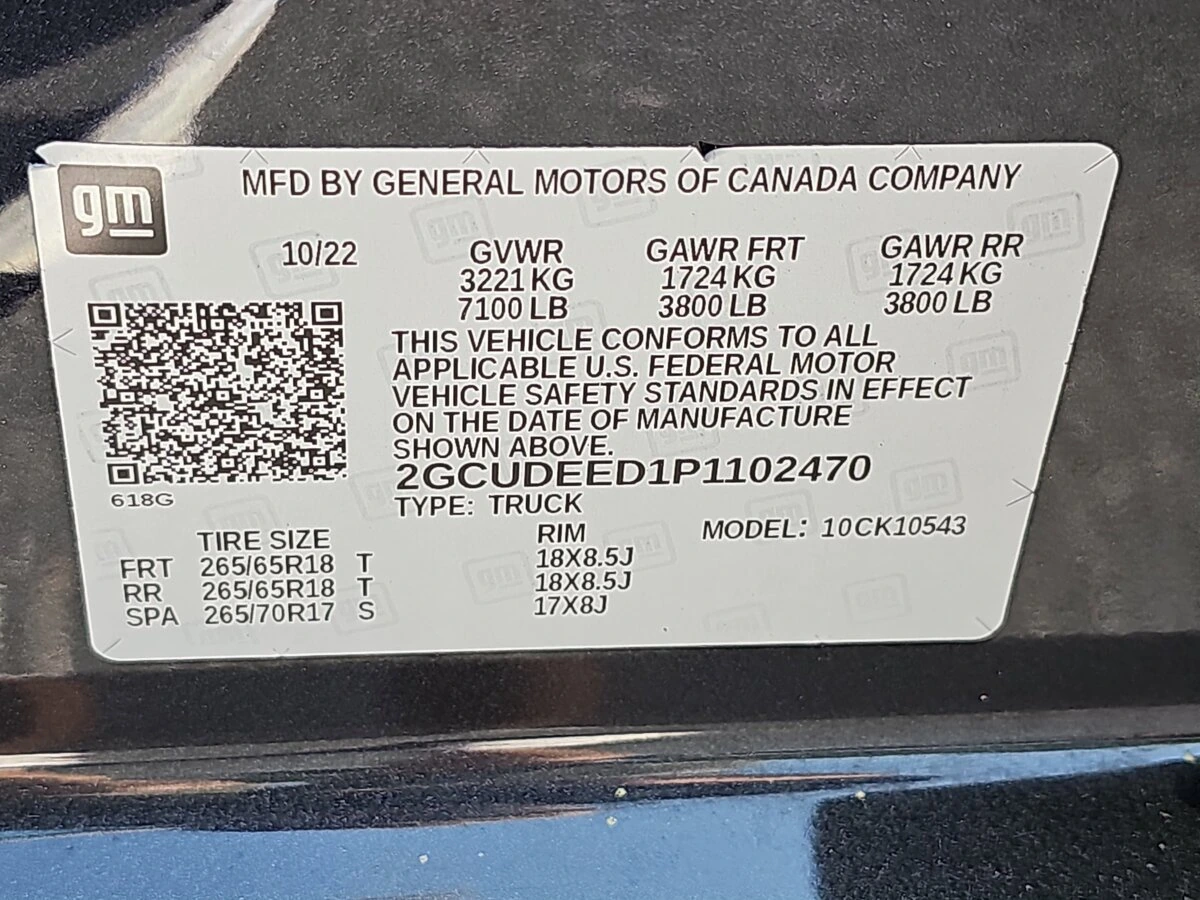 gm
MFD BY GENERAL MOTORS OF CANADA COMPANY
10/22 GVWR GAWR FRT GAWR RR
3221 KG 1724 KG 1724 KG
7100 LB 3800 LB 3800 LB
THIS VEHICLE CONFORMS TO ALL
APPLICABLE U.S. FEDERAL MOTOR
VEHICLE SAFETY STANDARDS IN EFFECT
ON THE DATE OF MANUFACTURE
SHOWN ABOVE.
2GCUDEED1P1102470
618G
TYPE: TRUCK
TIRE SIZE RIM MODEL: 10CK10543
FRT 265/65R18 T 18X8.5J
RR 265/65R18 T 18X8.5J
SPA 265/70R17 S 17X8J